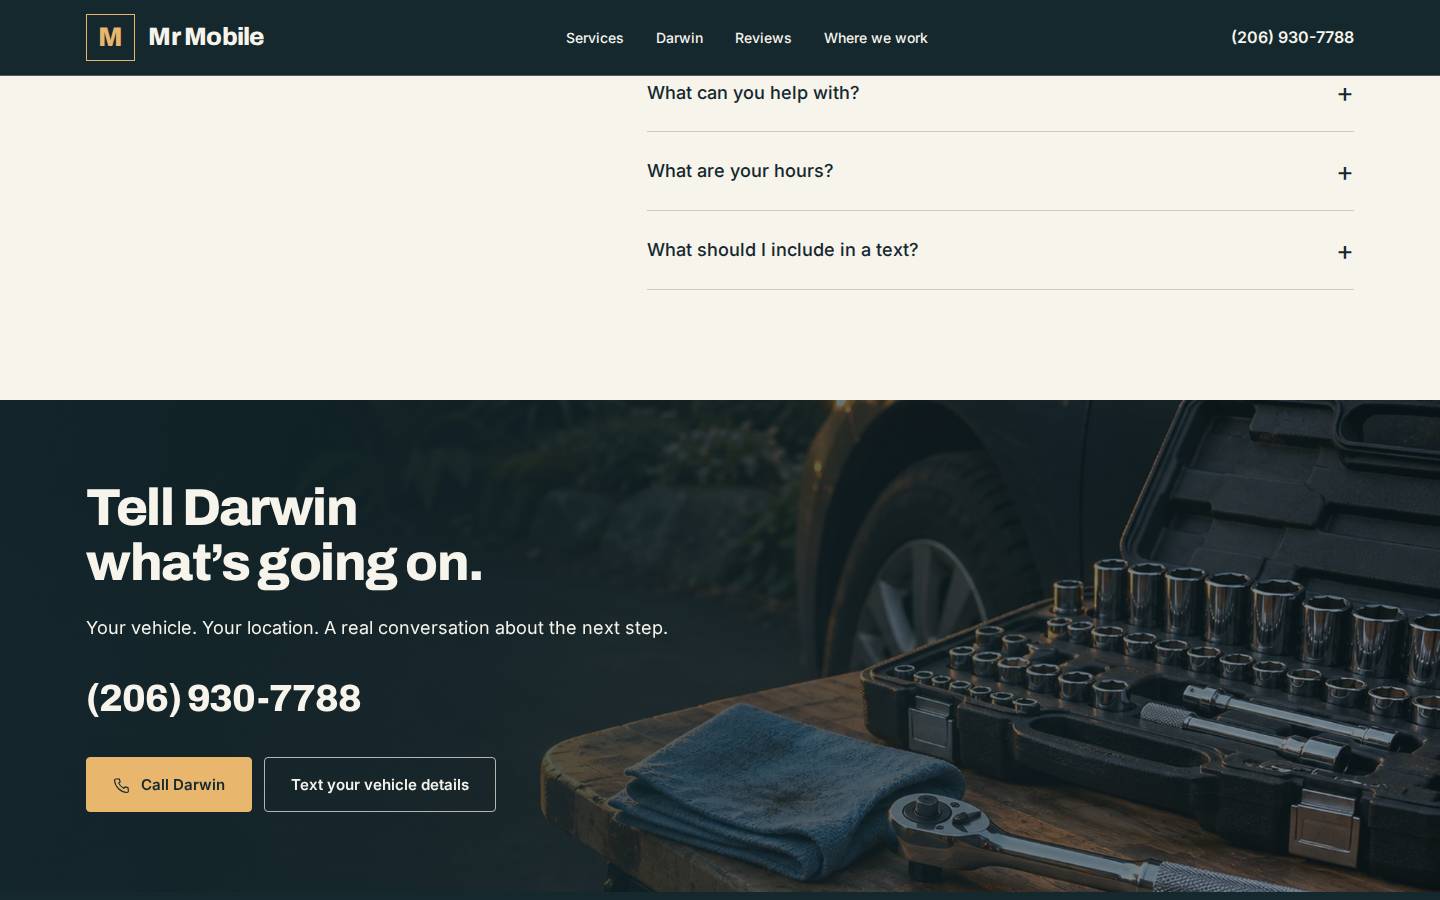 M
Mr Mobile
Services
Darwin
Reviews
Where we work
(206) 930-7788
What can you help with?
+
What are your hours?
+
What should I include in a text?
+
Tell Darwin
what’s going on.
Your vehicle. Your location. A real conversation about the next step.
(206) 930-7788
Call Darwin
Text your vehicle details